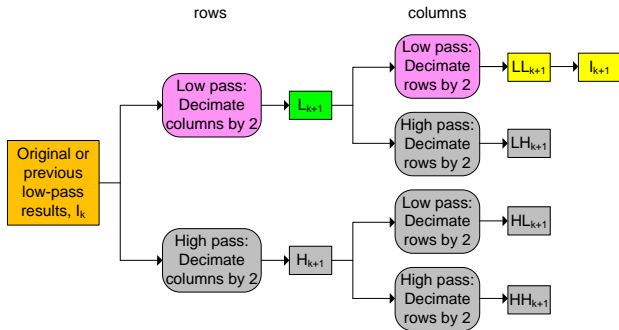 rows
columns
Original or
previous
low-pass
results, Iₖ
Low pass:
Decimate
columns by 2
Lₖ₊₁
Low pass:
Decimate
rows by 2
LLₖ₊₁
Iₖ₊₁
High pass:
Decimate
rows by 2
LHₖ₊₁
High pass:
Decimate
columns by 2
Hₖ₊₁
Low pass:
Decimate
rows by 2
HLₖ₊₁
High pass:
Decimate
rows by 2
HHₖ₊₁